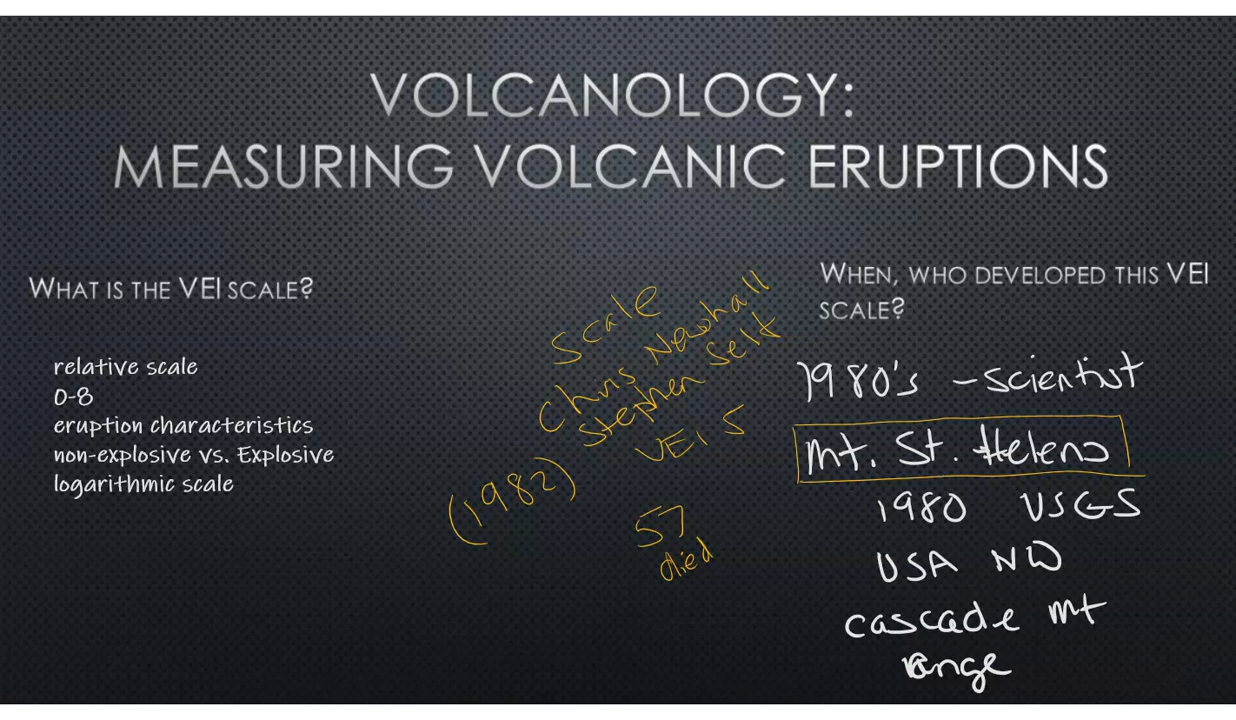 VOLCANOLOGY:
MEASURING VOLCANIC ERUPTIONS
WHAT IS THE VEI SCALE?
relative scale
0-8
eruption characteristics
non-explosive vs. Explosive
logarithmic scale
scale
Chris Newhall
Stephen Self
VEI 5
(1982)
57
died
WHEN, WHO DEVELOPED THIS VEI
SCALE?
1980's - scientist
Mt. St. Helens
1980 USGS
USA NW
cascade mt
range